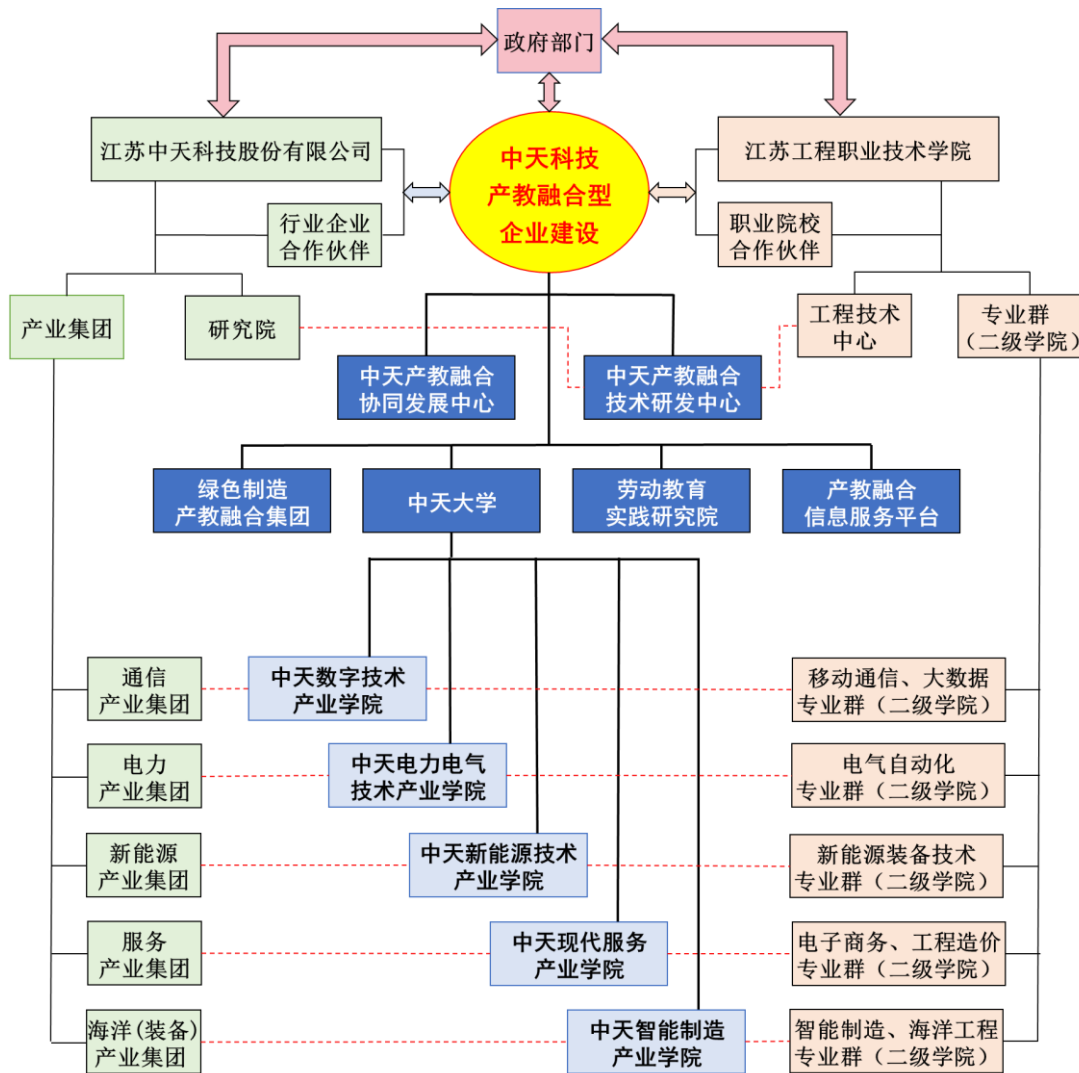 政府部门
江苏中天科技股份有限公司
中天科技
产教融合型
企业建设
江苏工程职业技术学院
行业企业
合作伙伴
职业院校
合作伙伴
产业集团
研究院
工程技术
中心
专业群
（二级学院）
中天产教融合
协同发展中心
中天产教融合
技术研发中心
绿色制造
产教融合集团
中天大学
劳动教育
实践研究院
产教融合
信息服务平台
通信
产业集团
中天数字技术
产业学院
移动通信、大数据
专业群（二级学院）
电力
产业集团
中天电力电气
技术产业学院
电气自动化
专业群（二级学院）
新能源
产业集团
中天新能源技术
产业学院
新能源装备技术
专业群（二级学院）
服务
产业集团
中天现代服务
产业学院
电子商务、工程造价
专业群（二级学院）
海洋(装备)
产业集团
中天智能制造
产业学院
智能制造、海洋工程
专业群（二级学院）